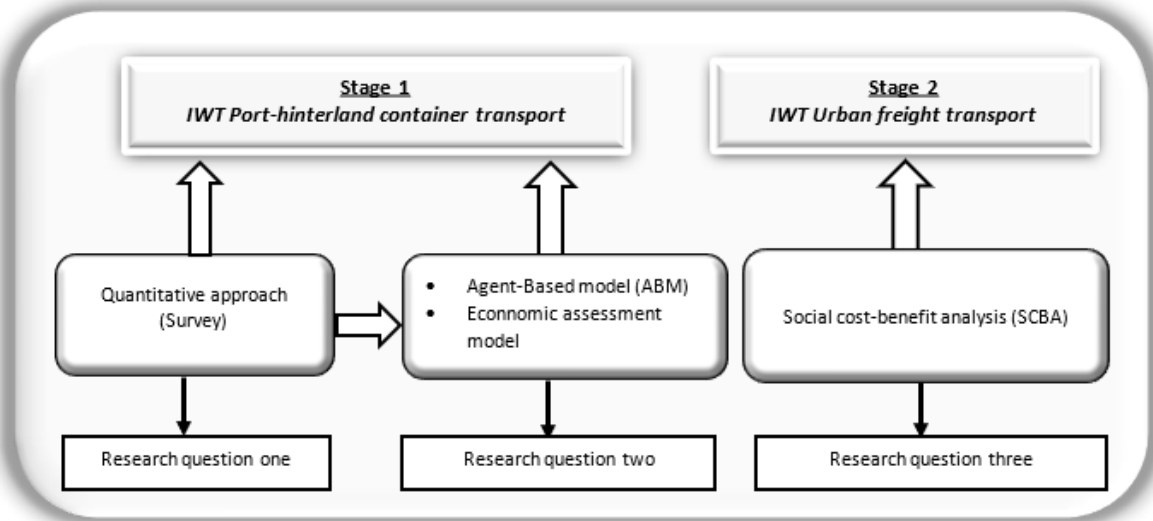 Stage 1
IWT Port-hinterland container transport
Stage 2
IWT Urban freight transport
Quantitative approach
(Survey)
• Agent-Based model (ABM)
• Econnomic assessment
model
Social cost-benefit analysis (SCBA)
Research question one
Research question two
Research question three